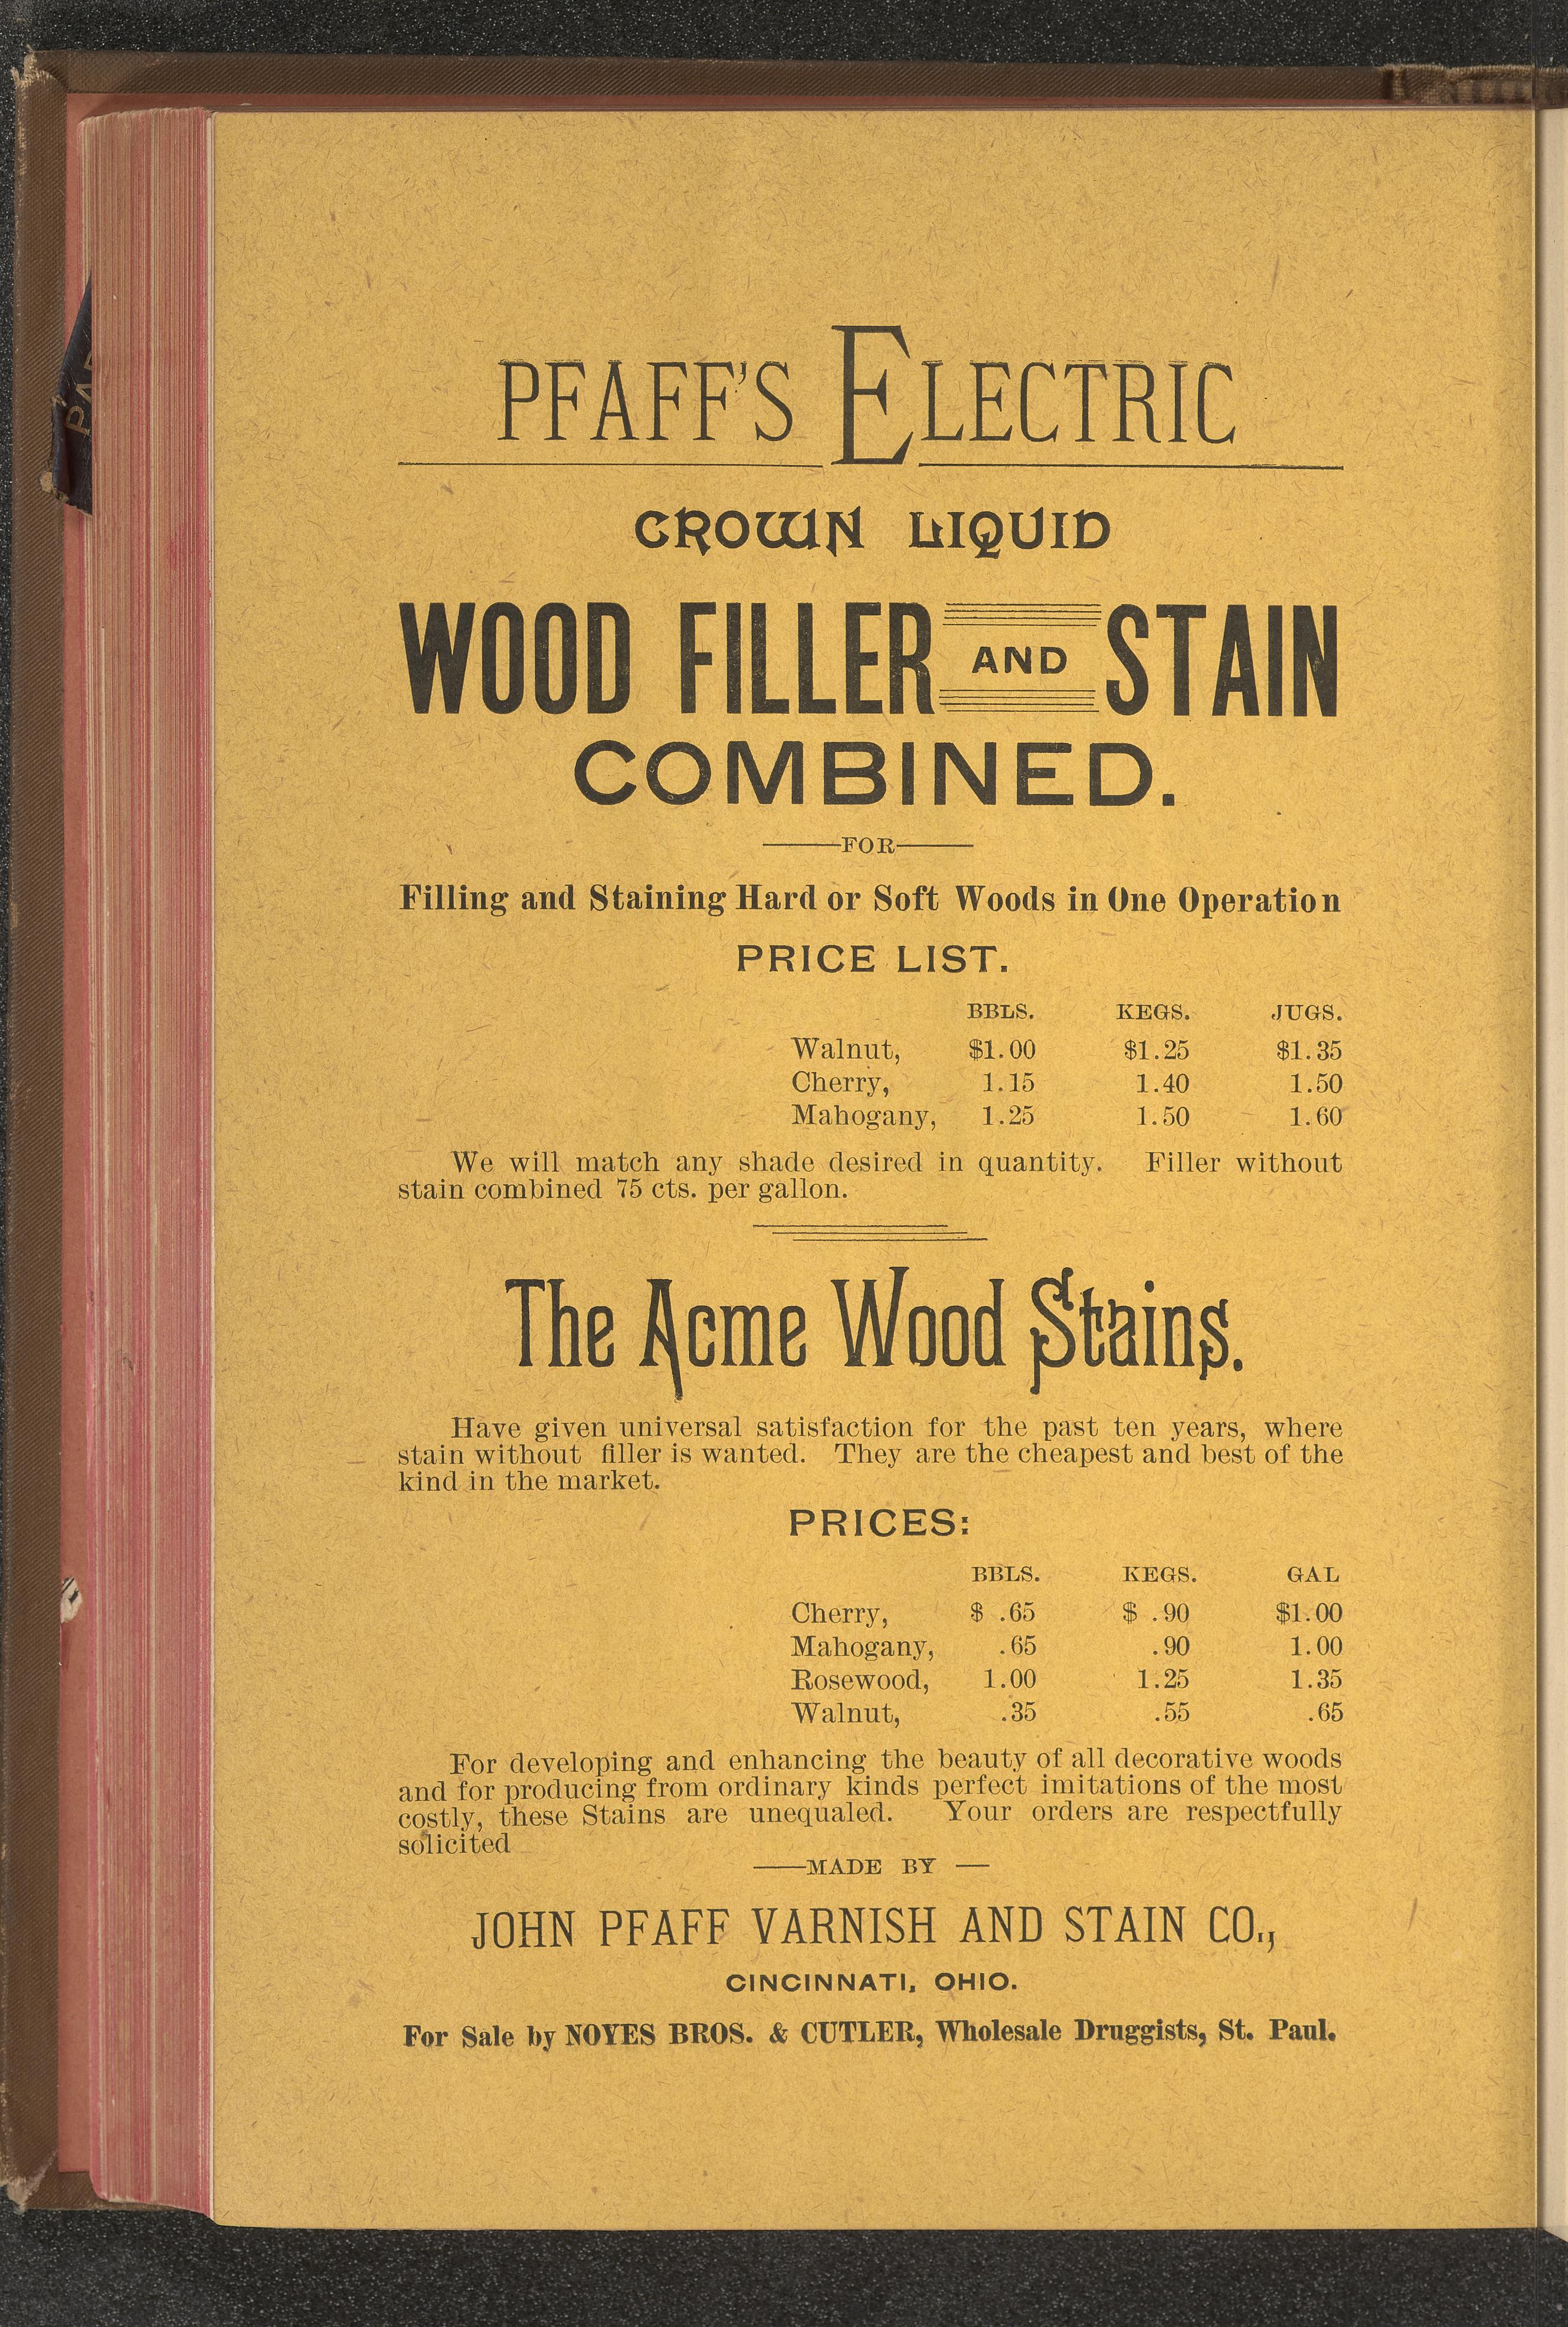 PFAFF'S ELECTRIC
CROWN LIQUID
WOOD FILLER AND STAIN
COMBINED.
FOR
Filling and Staining Hard or Soft Woods in One Operation
PRICE LIST.
BBLS. KEGS. JUGS.
Walnut, $1.00 $1.25 $1.35
Cherry, 1.15 1.40 1.50
Mahogany, 1.25 1.50 1.60
We will match any shade desired in quantity. Filler without
stain combined 75 cts. per gallon.
The Acme Wood Stains.
Have given universal satisfaction for the past ten years, where
stain without filler is wanted. They are the cheapest and best of the
kind in the market.
PRICES:
BBLS. KEGS. GAL
Cherry, $ .65 $ .90 $1.00
Mahogany, .65 .90 1.00
Rosewood, 1.00 1.25 1.35
Walnut, .35 .55 .65
For developing and enhancing the beauty of all decorative woods
and for producing from ordinary kinds perfect imitations of the most
costly, these Stains are unequaled. Your orders are respectfully
solicited
MADE BY
JOHN PFAFF VARNISH AND STAIN CO.,
CINCINNATI, OHIO.
For Sale by NOYES BROS. & CUTLER, Wholesale Druggists, St. Paul.